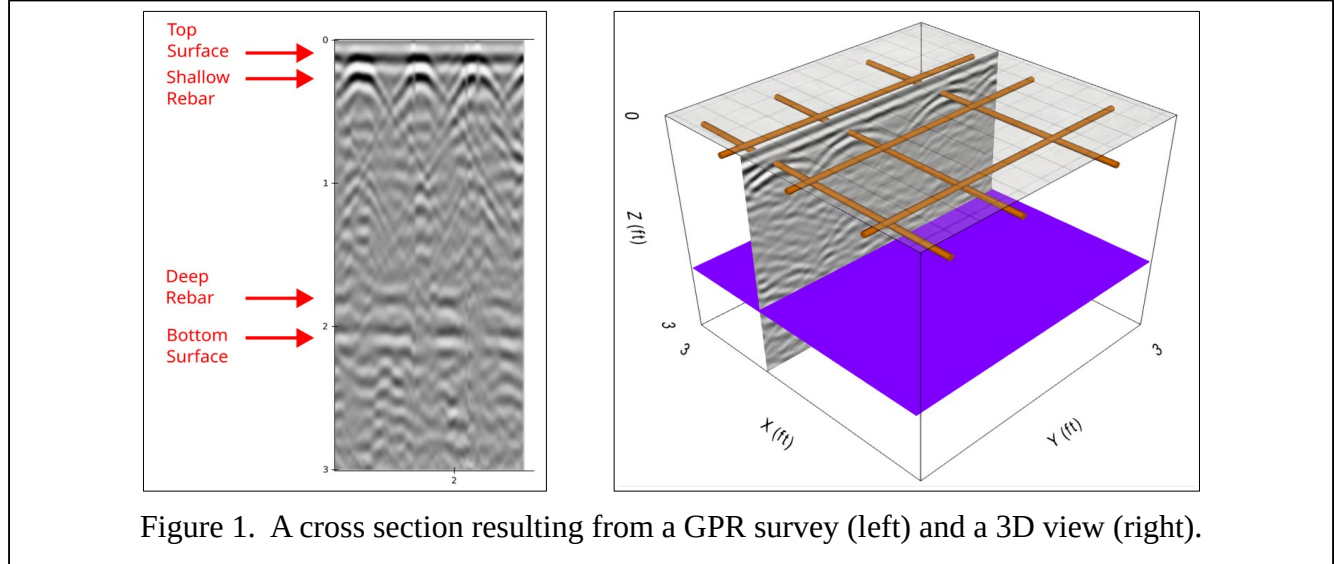 Top
Surface
Shallow
Rebar
Deep
Rebar
Bottom
Surface
0
1
2
3
2
0
Z (ft)
3
3
X (ft)
Y (ft)
3
Figure 1.  A cross section resulting from a GPR survey (left) and a 3D view (right).